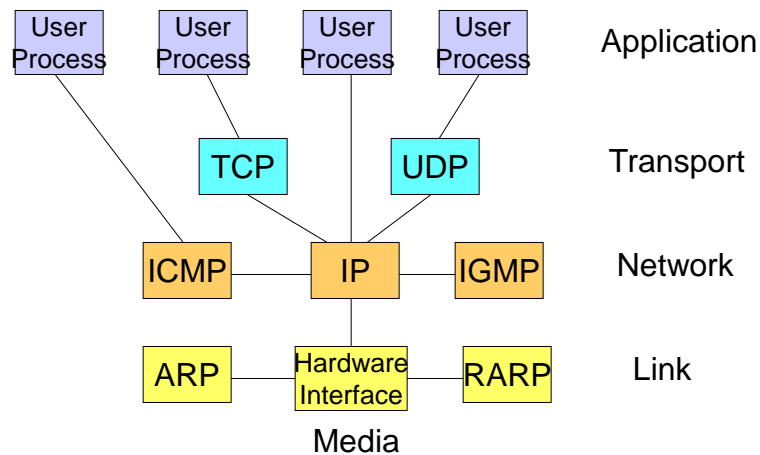 User
Process
User
Process
User
Process
User
Process
Application
TCP
UDP
Transport
ICMP
IP
IGMP
Network
ARP
Hardware
Interface
RARP
Link
Media